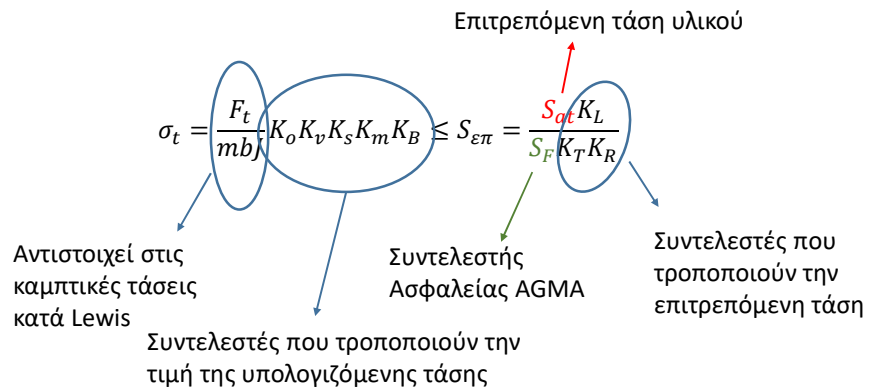 Επιτρεπόμενη τάση υλικού
σ_t = F_t / mbJ K_o K_v K_s K_m K_B ≤ S_επ = S_at K_L / S_F K_T K_R
Αντιστοιχεί στις
καμπτικές τάσεις
κατά Lewis
Συντελεστές που τροποποιούν την
τιμή της υπολογιζόμενης τάσης
Συντελεστής
Ασφαλείας AGMA
Συντελεστές που
τροποποιούν την
επιτρεπόμενη τάση